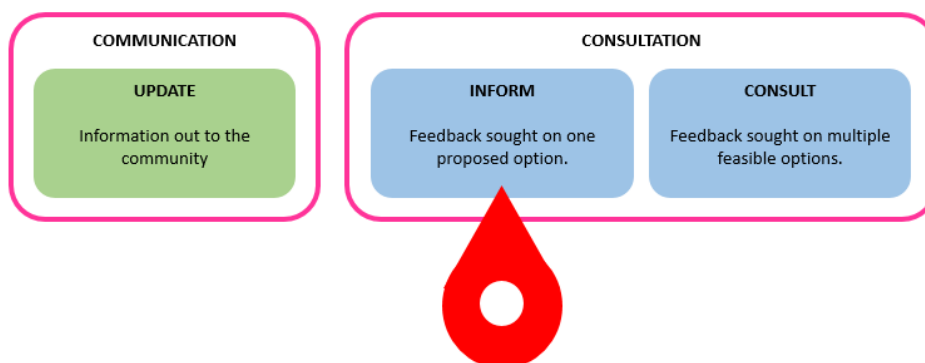 COMMUNICATION
UPDATE
Information out to the
community
CONSULTATION
INFORM
Feedback sought on one
proposed option.
CONSULT
Feedback sought on multiple
feasible options.